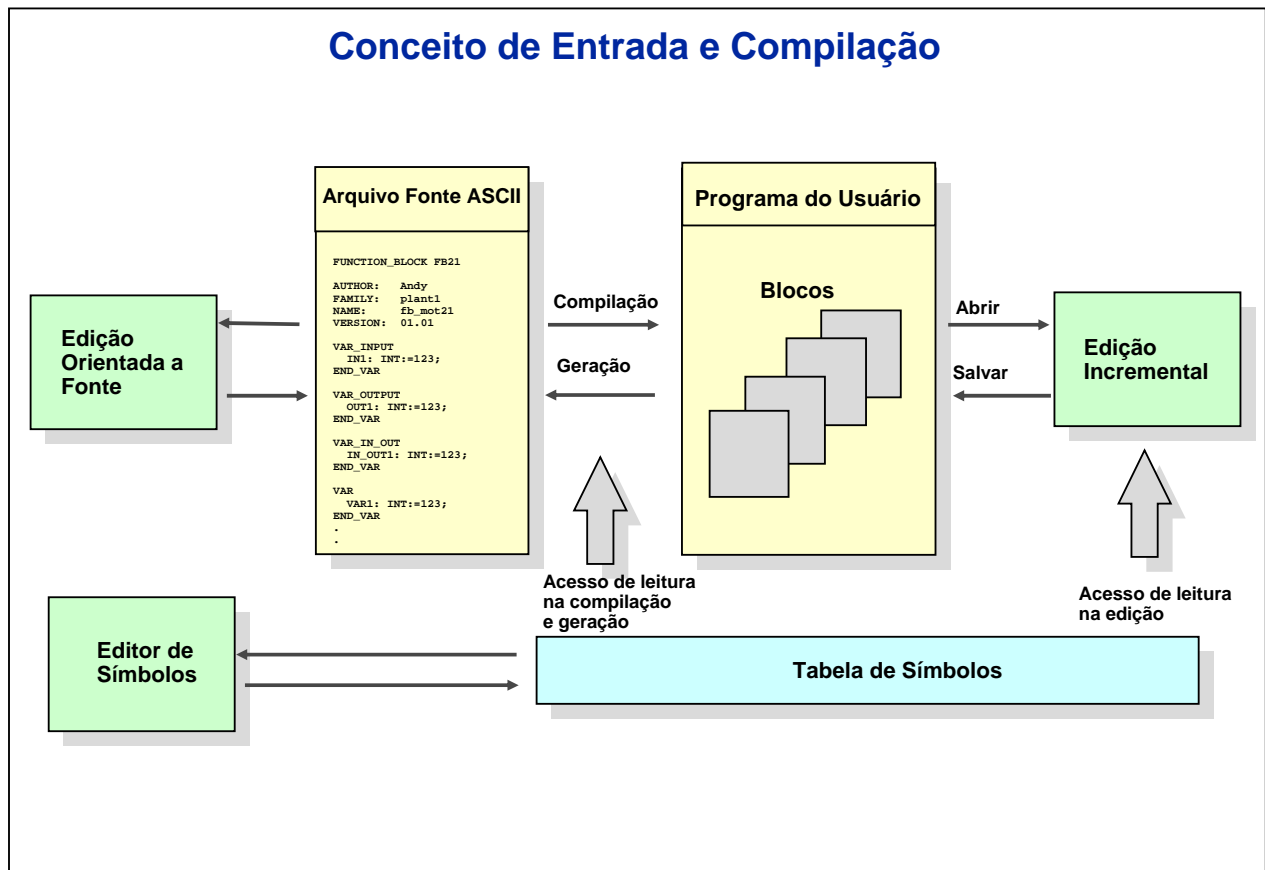 Conceito de Entrada e Compilação
Arquivo Fonte ASCII
FUNCTION_BLOCK FB21
AUTHOR: Andy
FAMILY: plant1
NAME: fb_mot21
VERSION: 01.01
VAR_INPUT
IN1: INT:=123;
END_VAR
VAR_OUTPUT
OUT1: INT:=123;
END_VAR
VAR_IN_OUT
IN_OUT1: INT:=123;
END_VAR
VAR
VAR1: INT:=123;
END_VAR
.
.
Edição
Orientada a
Fonte
Compilação
Geração
Programa do Usuário
Blocos
Abrir
Salvar
Edição
Incremental
Acesso de leitura
na compilação
e geração
Acesso de leitura
na edição
Editor de
Símbolos
Tabela de Símbolos